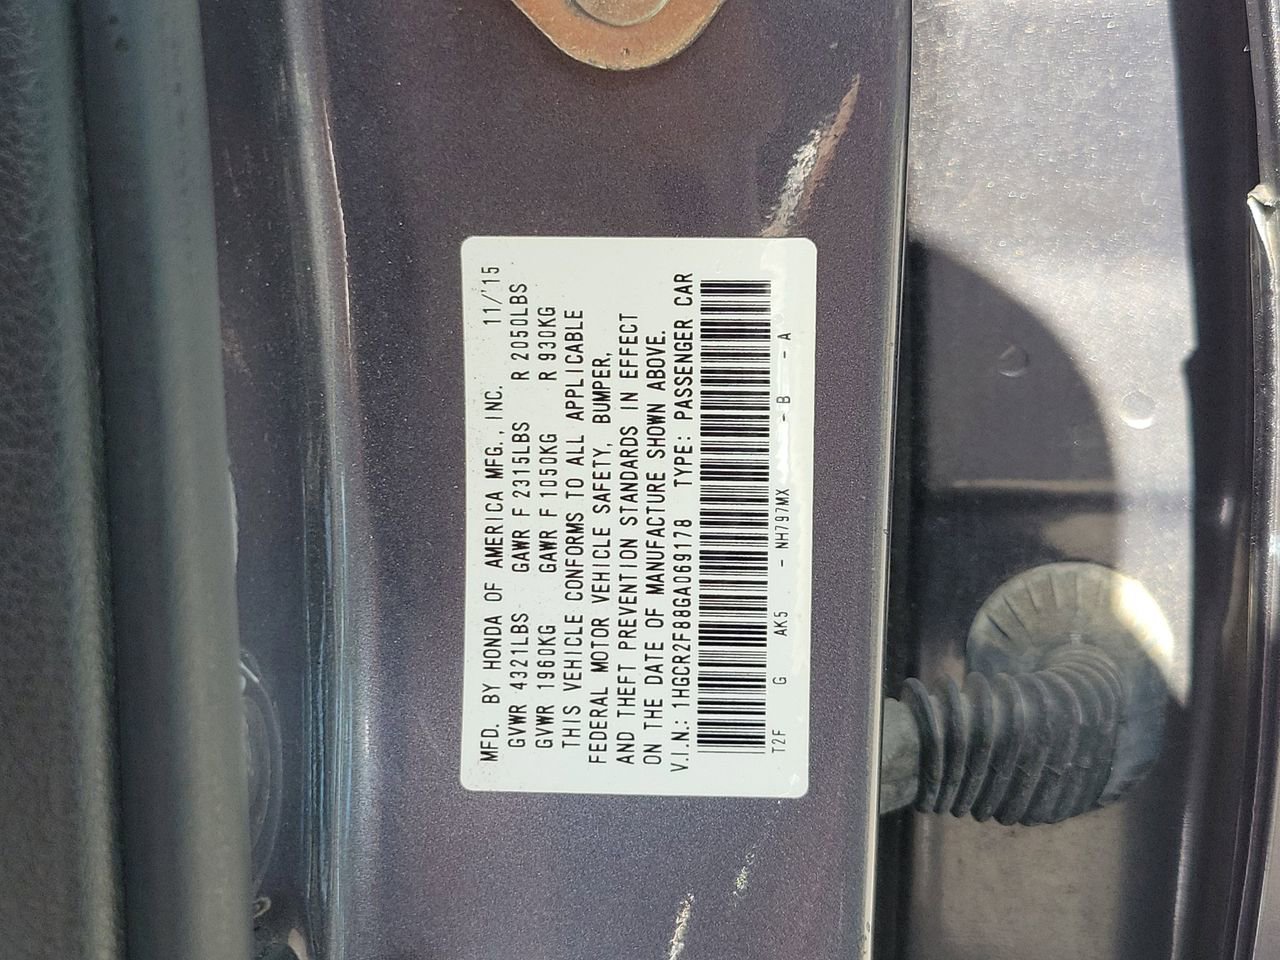 MFD. BY HONDA OF AMERICA MFG., INC. 11/'15
GVWR 4321LBS GAWR F 2315LBS R 2050LBS
GVWR 1960KG GAWR F 1050KG R 930KG
THIS VEHICLE CONFORMS TO ALL APPLICABLE
FEDERAL MOTOR VEHICLE SAFETY, BUMPER,
AND THEFT PREVENTION STANDARDS IN EFFECT
ON THE DATE OF MANUFACTURE SHOWN ABOVE.
V.I.N.: 1HGCR2F88GA069178 TYPE: PASSENGER CAR
T2F G AK5 - NH797MX - B - A